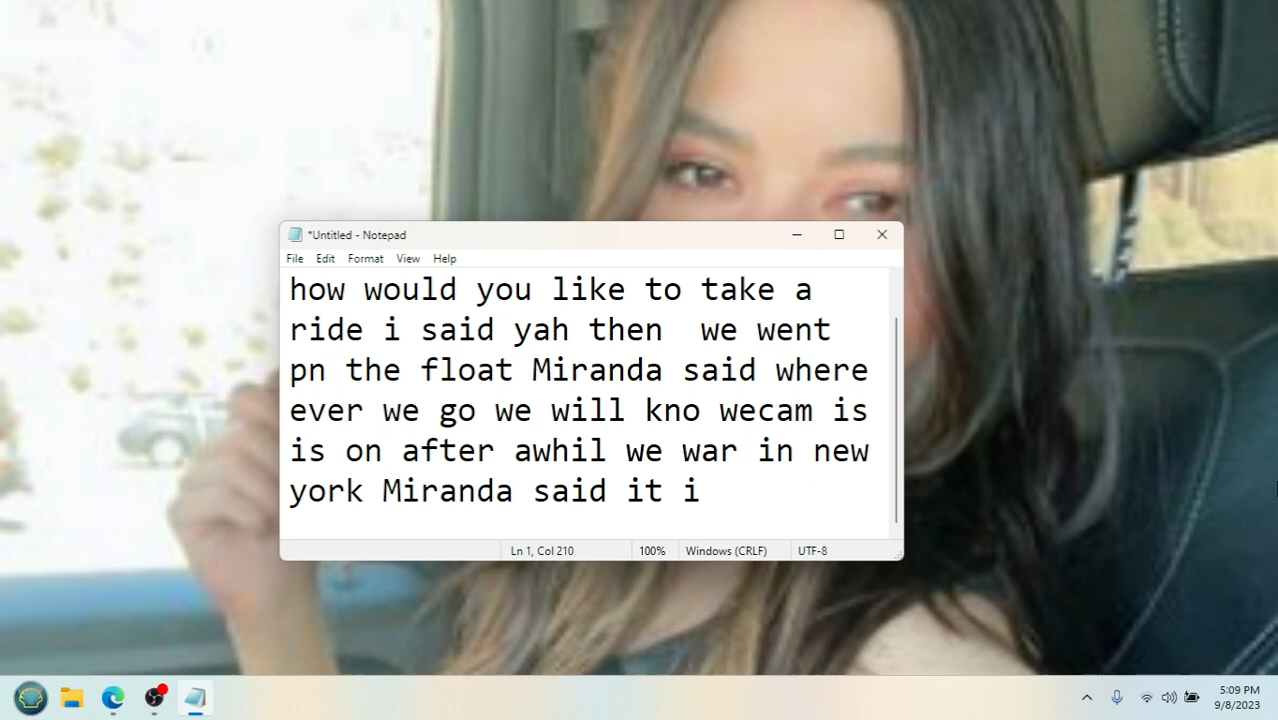 *Untitled - Notepad
File Edit Format View Help
how would you like to take a
ride i said yah then  we went
pn the float Miranda said where
ever we go we will kno wecam is
is on after awhil we war in new
york Miranda said it i
Ln 1, Col 210 100% Windows (CRLF) UTF-8
5:09 PM
9/8/2023